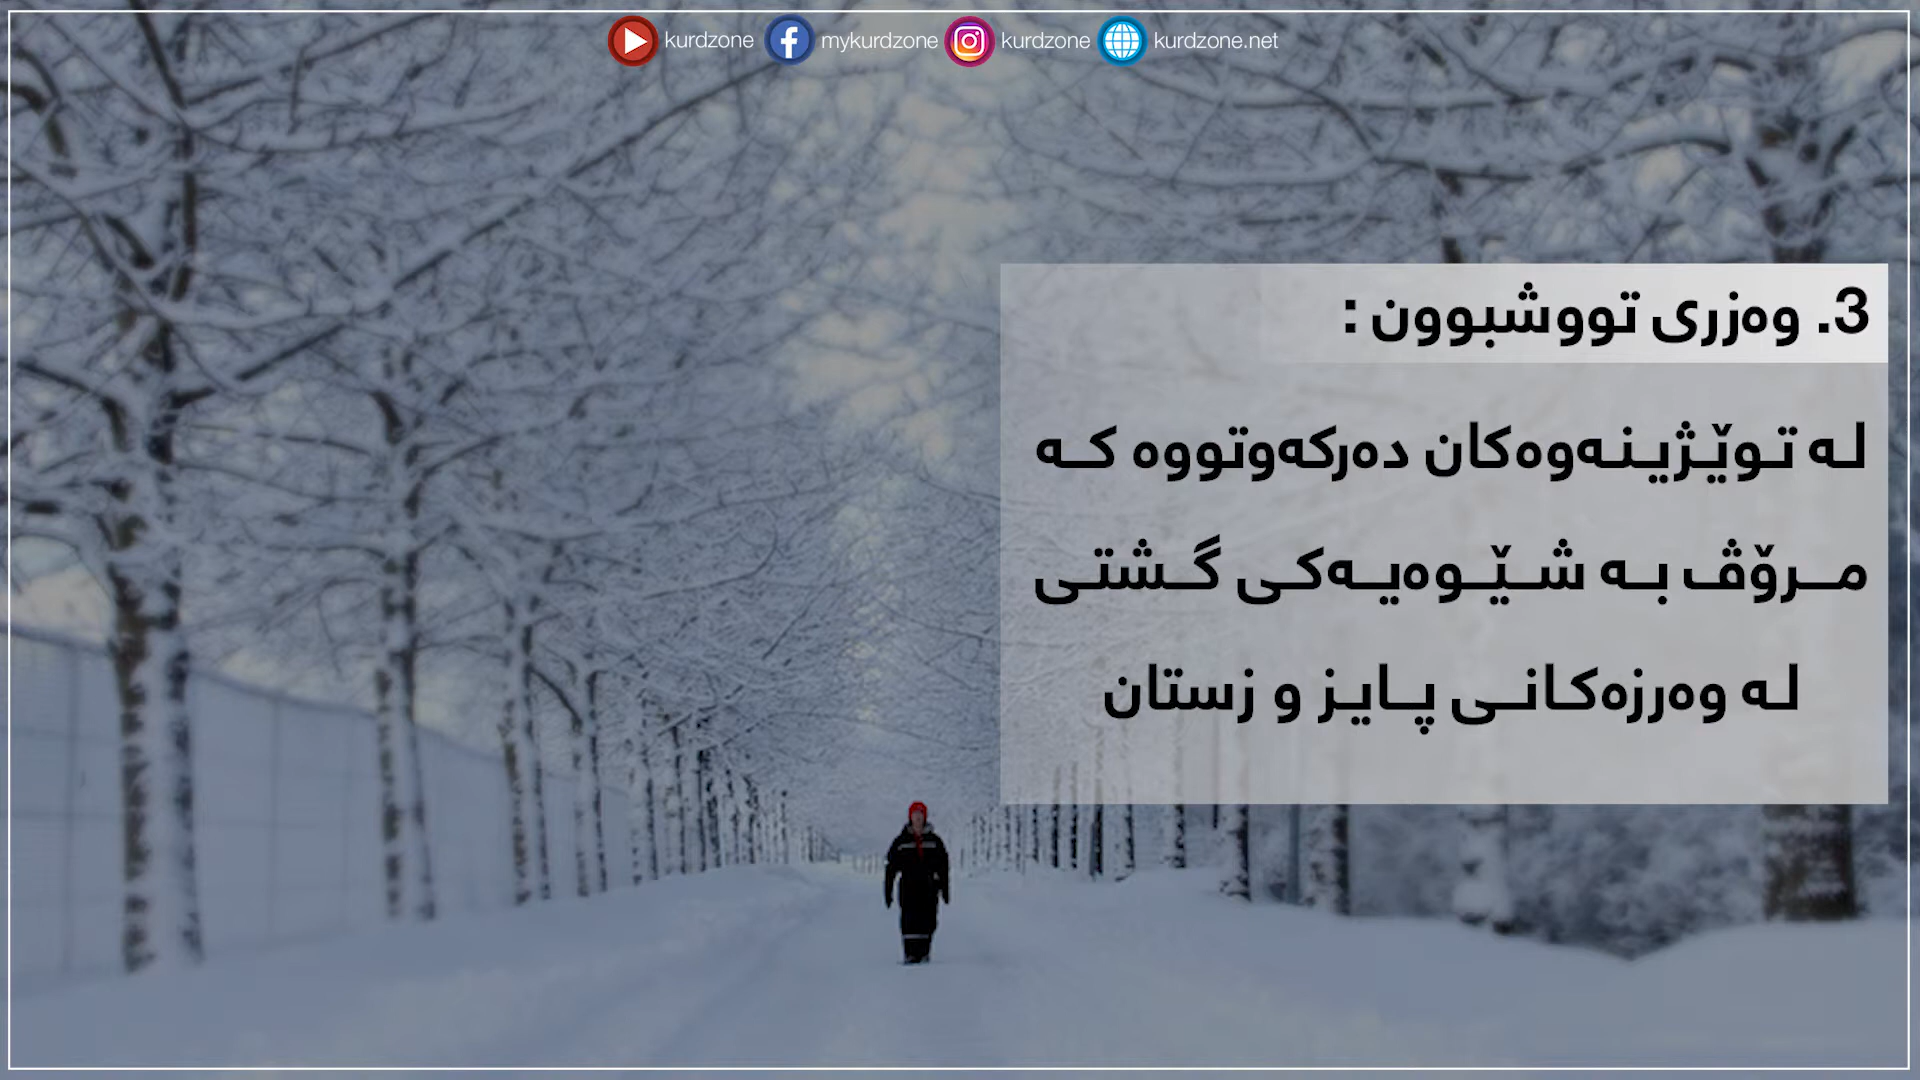 kurdzone mykurdzone kurdzone kurdzone.net
3. وەزری تووشبوون :
لە توێژینەوەکان دەرکەوتووە کە
مرۆڤ بە شێوەیەکی گشتی
لە وەرزەکانی پایز و زستان